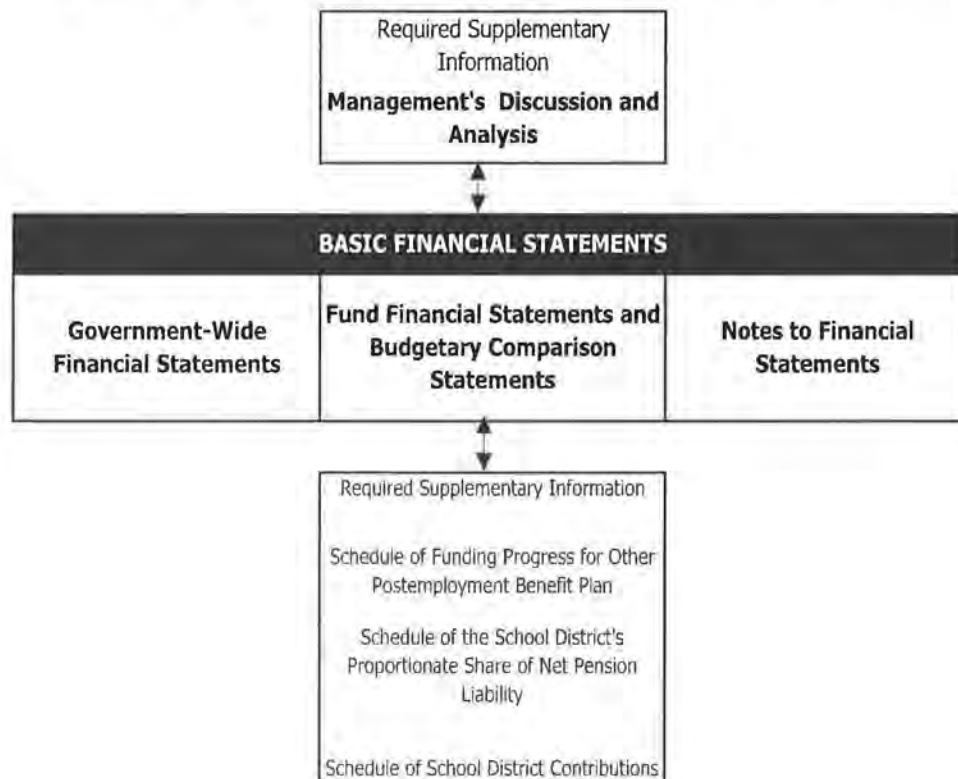 Required Supplementary
Information
Management's Discussion and
Analysis
BASIC FINANCIAL STATEMENTS
Government-Wide
Financial Statements
Fund Financial Statements and
Budgetary Comparison
Statements
Notes to Financial
Statements
Required Supplementary Information
Schedule of Funding Progress for Other
Postemployment Benefit Plan
Schedule of the School District's
Proportionate Share of Net Pension
Liability
Schedule of School District Contributions